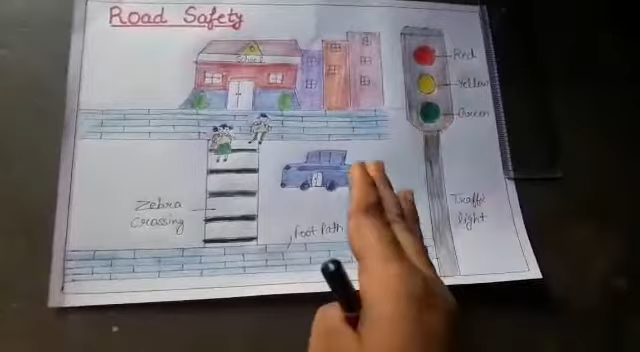 Road Safety
School
Red
Yellow
Green
Zebra
Crossing
Foot Path
Traffic
light